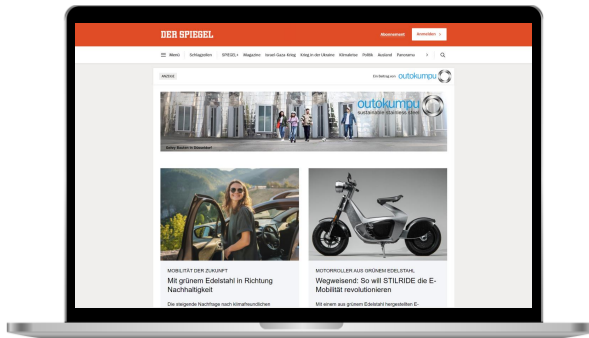 DER SPIEGEL
Abonnement
Anmelden
Menü Schlagzeilen SPIEGEL+ Magazine Israel-Gaza-Krieg Krieg in der Ukraine Klimakrise Politik Ausland Panorama
ANZEIGE
Ein Beitrag von outokumpu
outokumpu
sustainable stainless steel
MOBILITÄT DER ZUKUNFT
Mit grünem Edelstahl in Richtung
Nachhaltigkeit
Die steigende Nachfrage nach klimafreundlichen
MOTORROLLER AUS GRÜNEM EDELSTAHL
Wegweisend: So will STILRIDE die E-
Mobilität revolutionieren
Mit einem aus grünem Edelstahl hergestellten E-